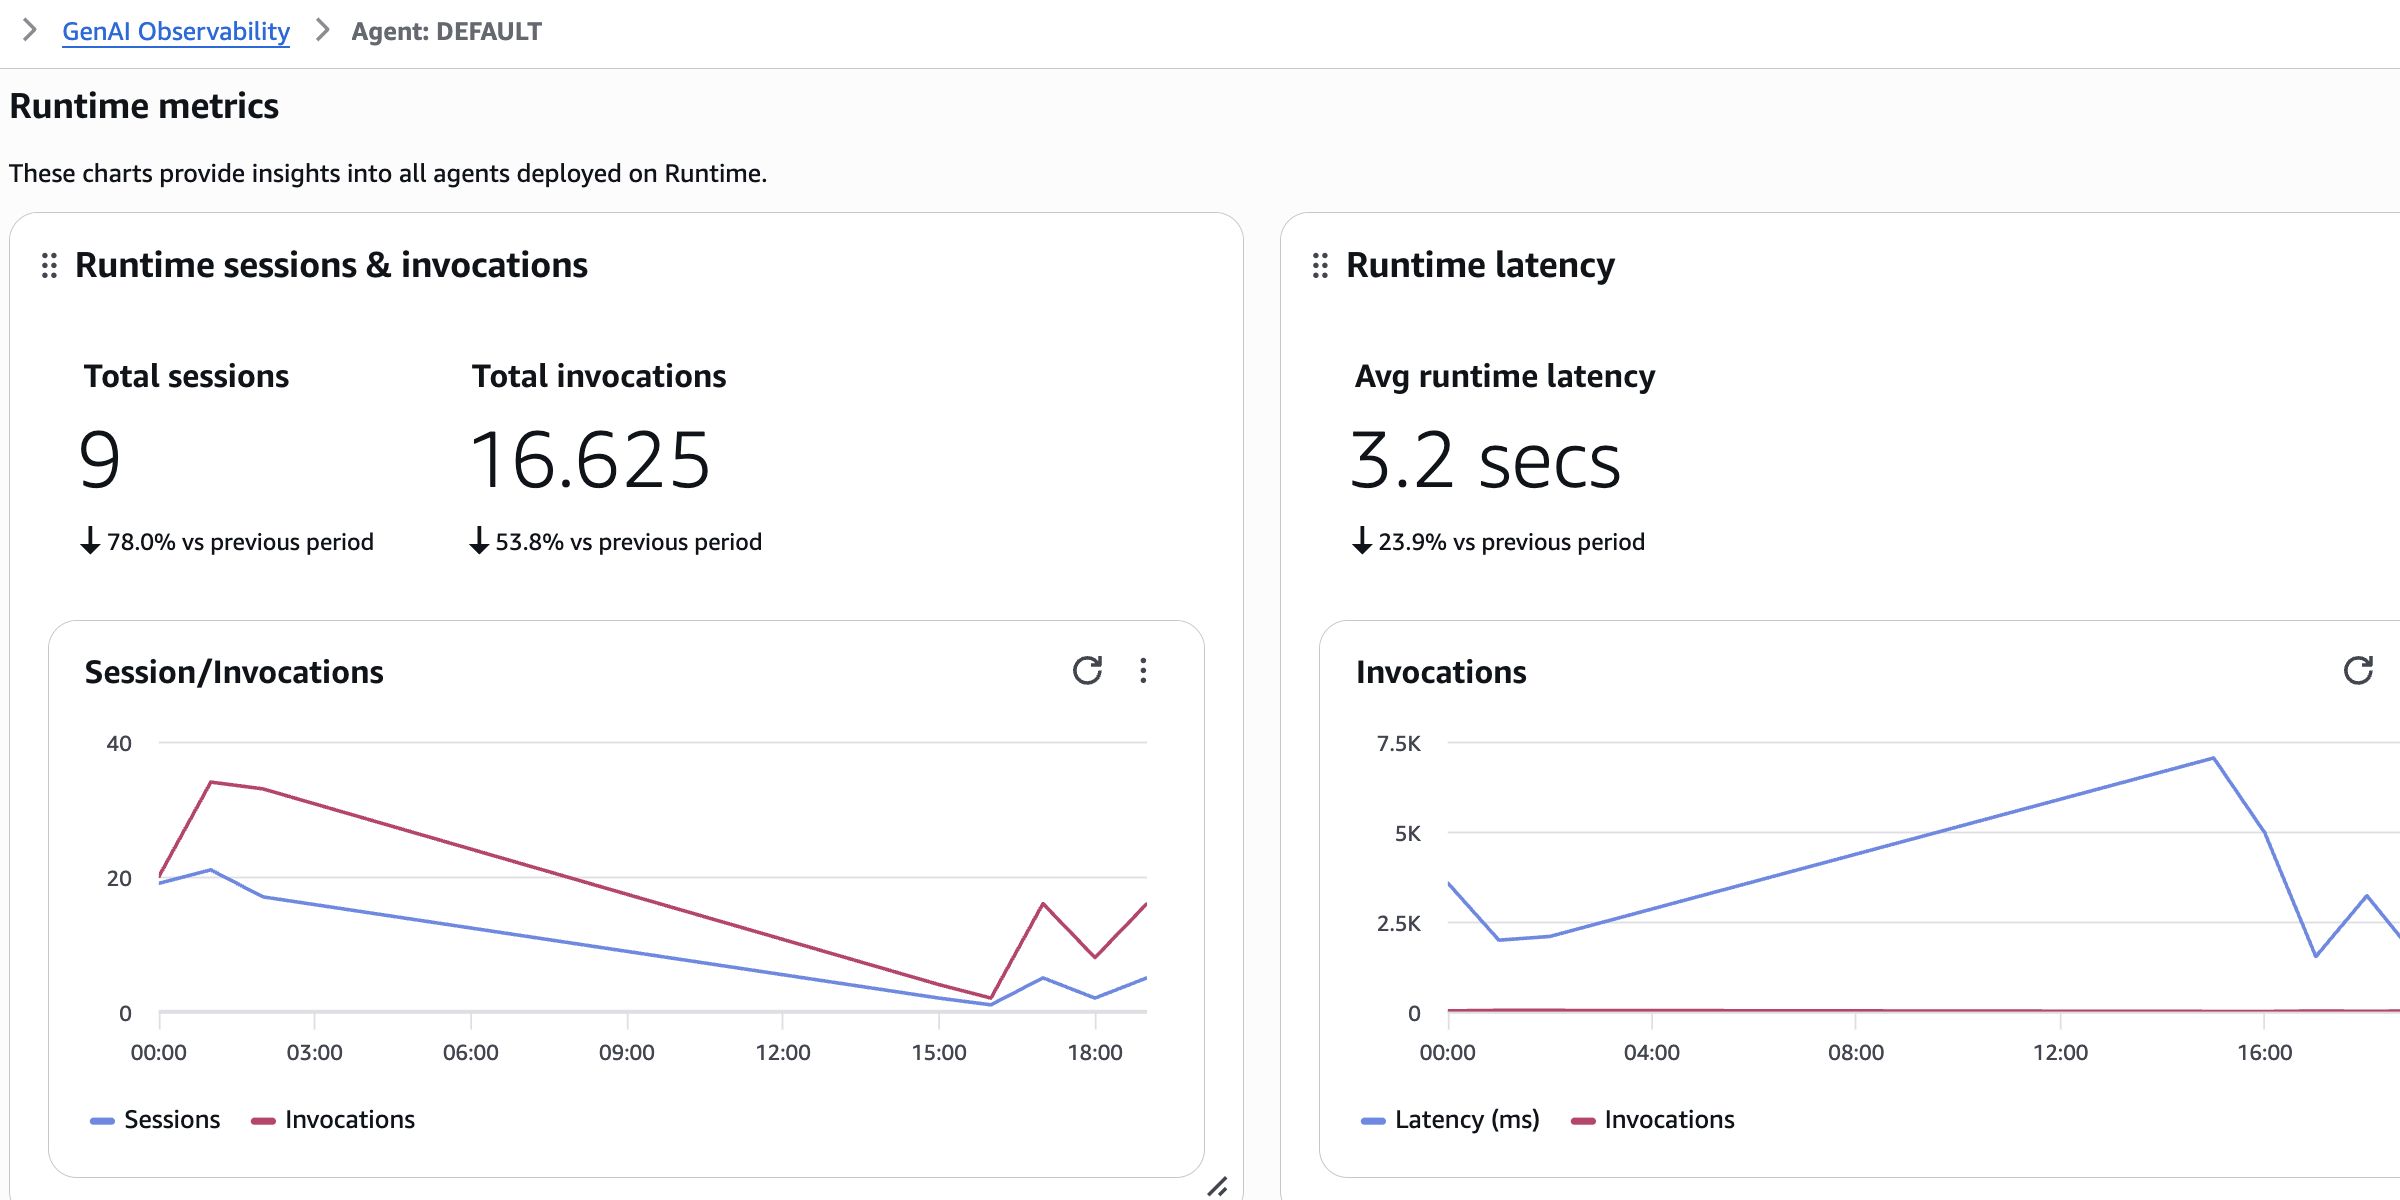 GenAI Observability
Agent: DEFAULT
Runtime metrics
These charts provide insights into all agents deployed on Runtime.
Runtime sessions & invocations
Total sessions
Total invocations
9
16.625
78.0% vs previous period
53.8% vs previous period
Session/Invocations
40
20
0
00:00
03:00
06:00
09:00
12:00
15:00
18:00
Sessions
Invocations
Runtime latency
Avg runtime latency
3.2 secs
23.9% vs previous period
Invocations
7.5K
5K
2.5K
0
00:00
04:00
08:00
12:00
16:00
Latency (ms)
Invocations